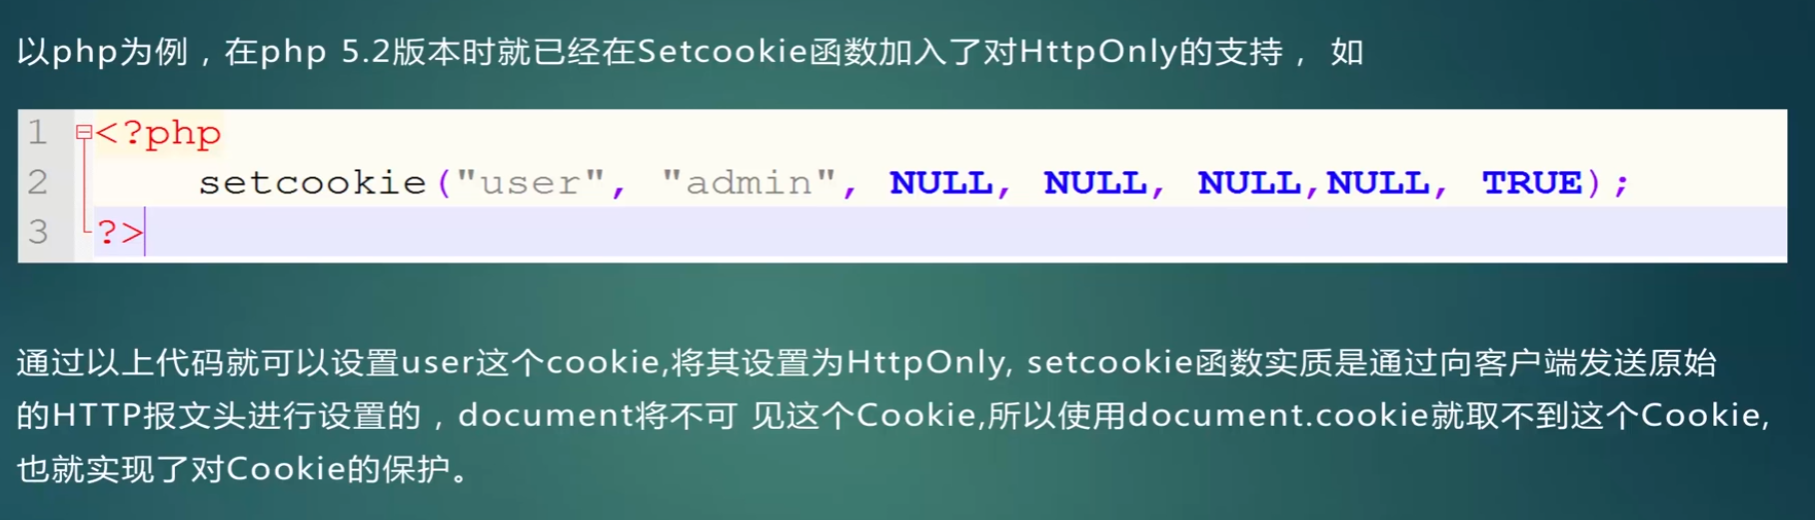 以php为例，在php 5.2版本时就已经在Setcookie函数加入了对HttpOnly的支持， 如
1 <?php
2 setcookie("user", "admin", NULL, NULL, NULL,NULL, TRUE);
3 ?>
通过以上代码就可以设置user这个cookie,将其设置为HttpOnly, setcookie函数实质是通过向客户端发送原始
的HTTP报文头进行设置的，document将不可 见这个Cookie,所以使用document.cookie就取不到这个Cookie,
也就实现了对Cookie的保护。